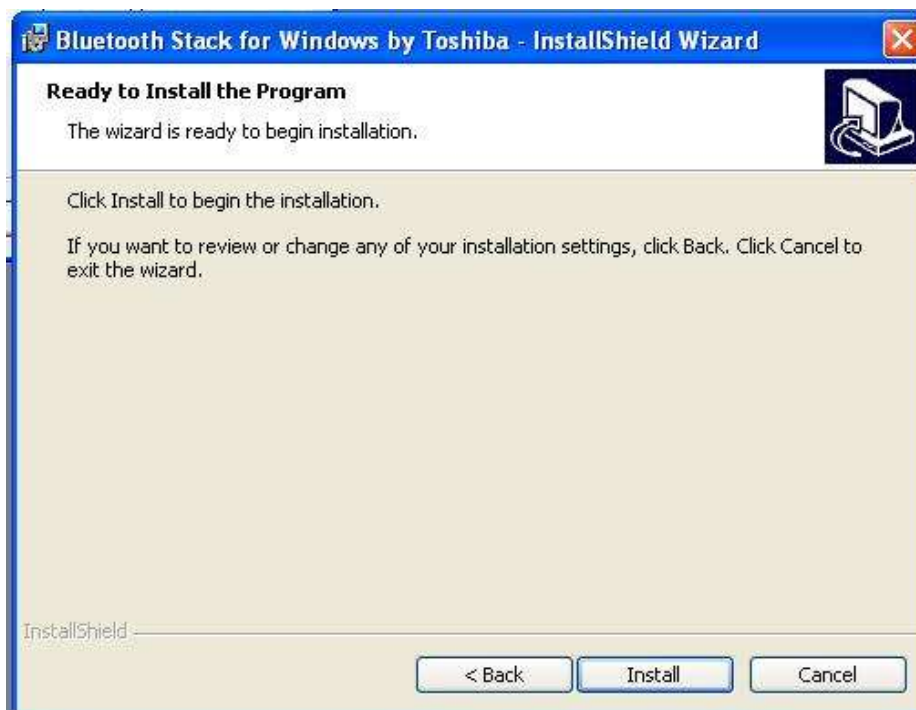 Bluetooth Stack for Windows by Toshiba - InstallShield Wizard
Ready to Install the Program
The wizard is ready to begin installation.
Click Install to begin the installation.
If you want to review or change any of your installation settings, click Back. Click Cancel to
exit the wizard.
InstallShield
< Back Install Cancel